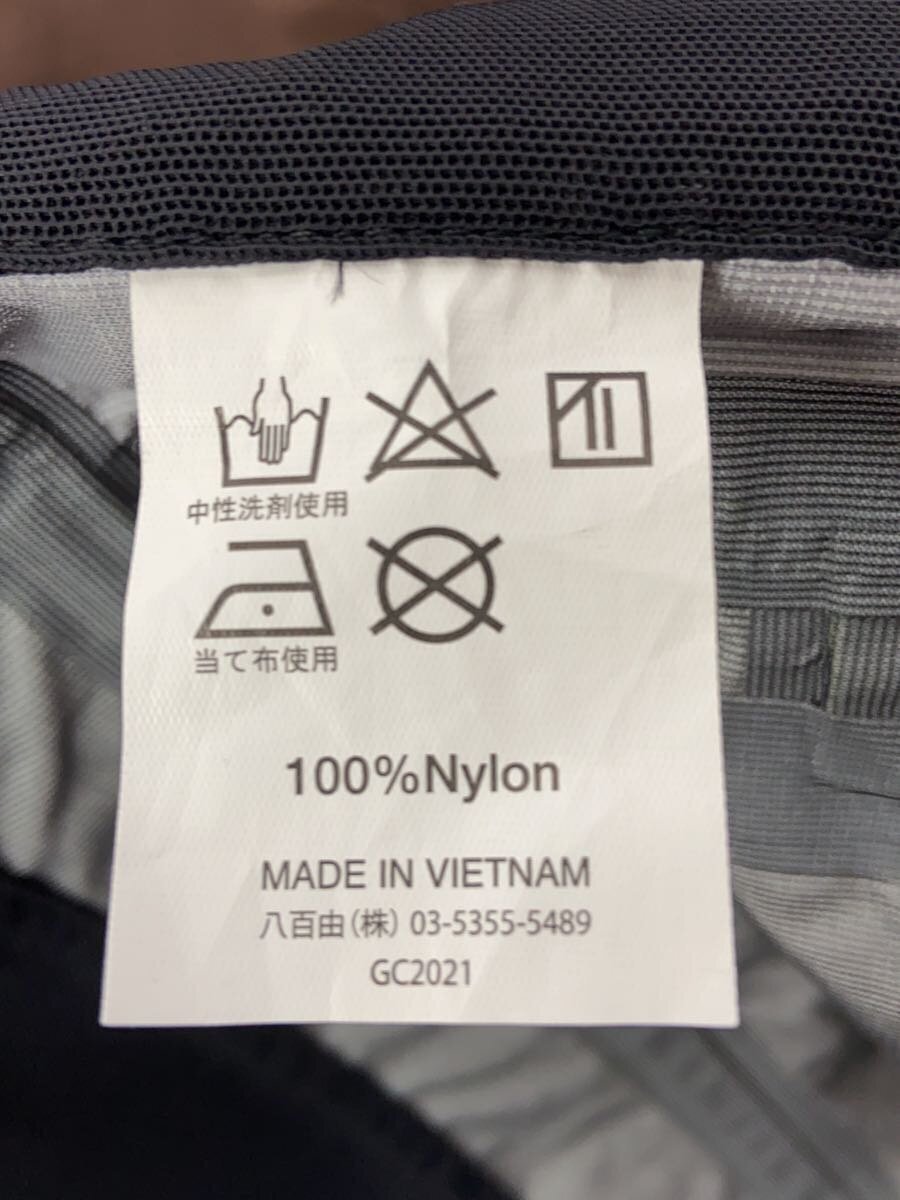 中性洗剤使用
当て布使用
100%Nylon
MADE IN VIETNAM
八百由(株) 03-5355-5489
GC2021